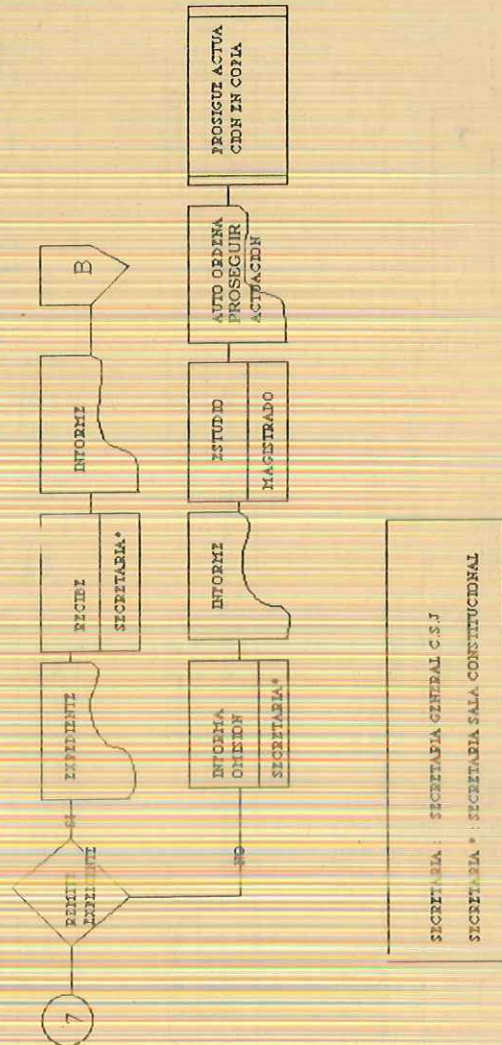 7
REMITE
EXPEDIENTE
SI
EXPEDIENTE
RECIBE
SECRETARIA*
INFORME
B
NO
INFORMA
OMISION
SECRETARIA*
INFORME
ESTUDIO
MAGISTRADO
AUTO ORDENA
PROSEGUIR
ACTUACION
PROSIGUE ACTUA
CION EN COPIA
SECRETARIA : SECRETARIA GENERAL C.S.J
SECRETARIA * : SECRETARIA SALA CONSTITUCIONAL